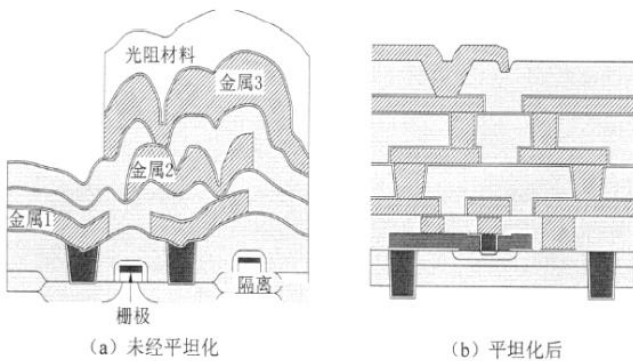 光阻材料
金属3
金属2
金属1
隔离
栅极
(a) 未经平坦化
(b) 平坦化后